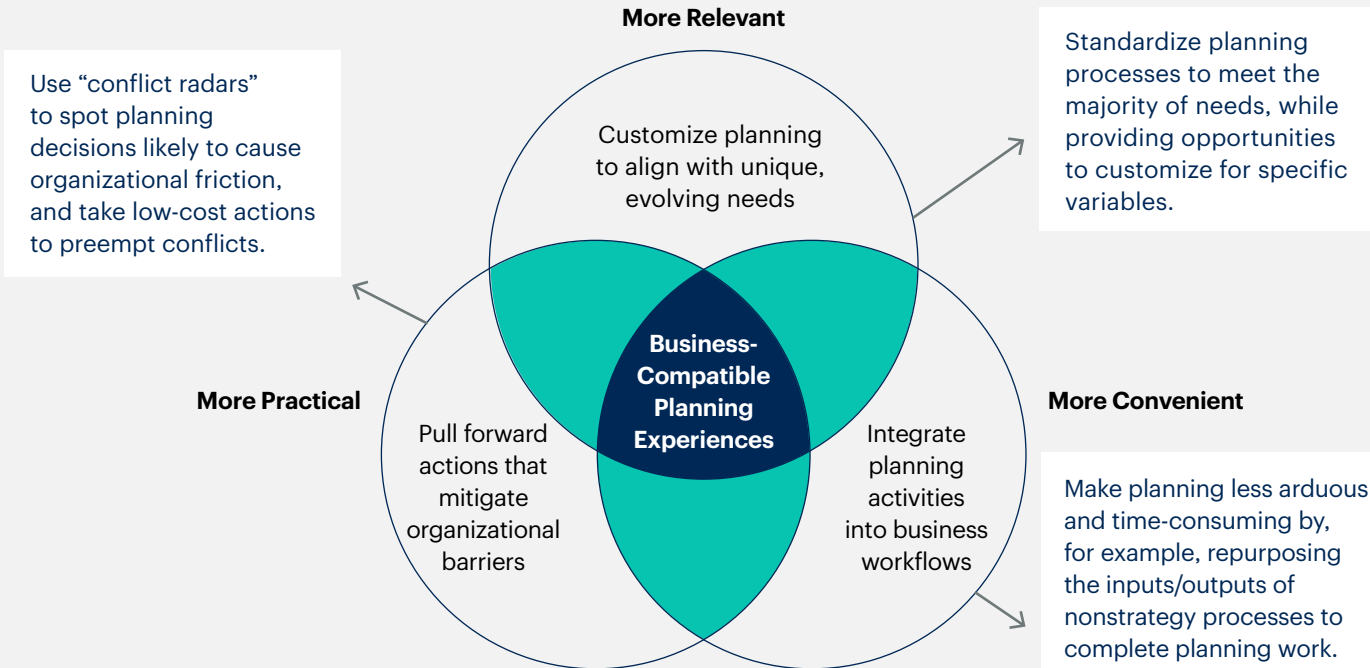 More Relevant
Use “conflict radars”
to spot planning
decisions likely to cause
organizational friction,
and take low-cost actions
to preempt conflicts.
Standardize planning
processes to meet the
majority of needs, while
providing opportunities
to customize for specific
variables.
Customize planning
to align with unique,
evolving needs
Business-
Compatible
Planning
Experiences
More Practical
Pull forward
actions that
mitigate
organizational
barriers
More Convenient
Integrate
planning
activities
into business
workflows
Make planning less arduous
and time-consuming by,
for example, repurposing
the inputs/outputs of
nonstrategy processes to
complete planning work.